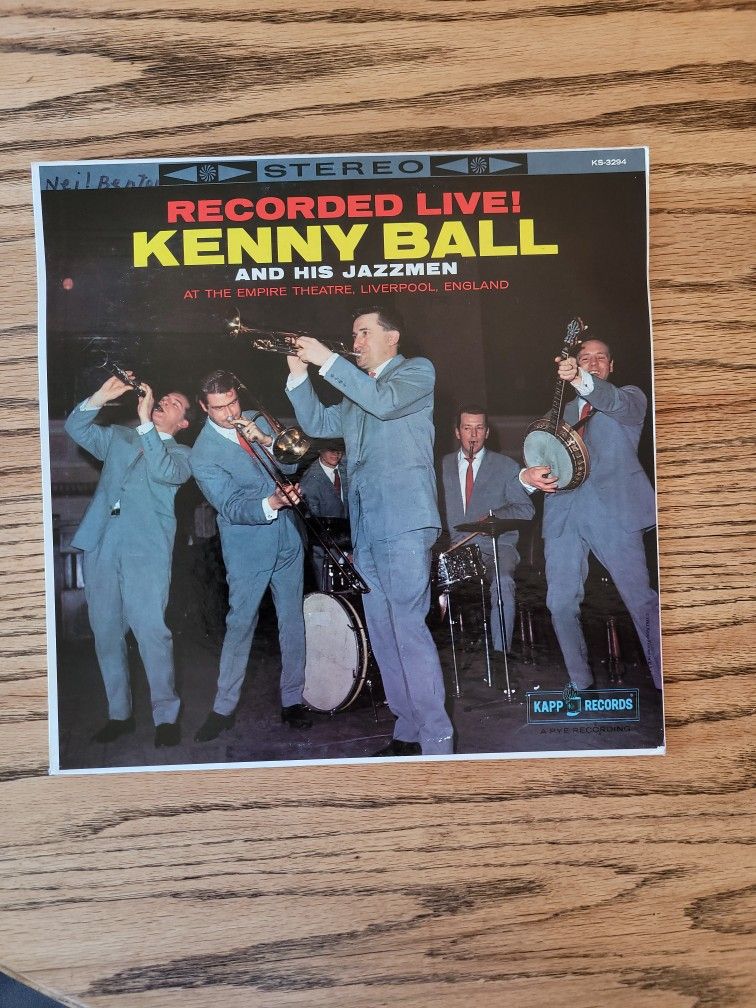 Neil Benton
STEREO
KS-3294
RECORDED LIVE!
KENNY BALL
AND HIS JAZZMEN
AT THE EMPIRE THEATRE, LIVERPOOL, ENGLAND
KAPP RECORDS
A PYE RECORDING